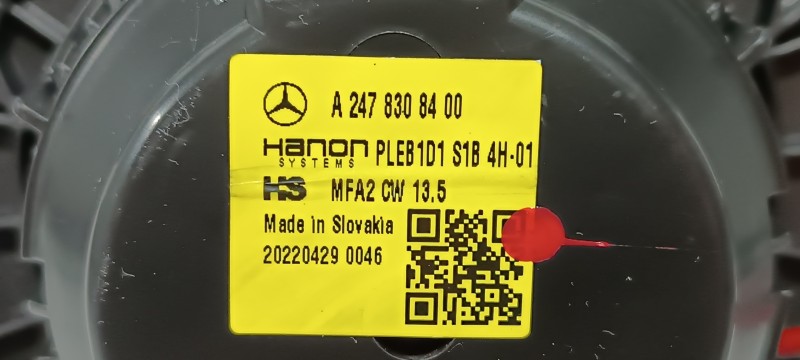 A 247 830 84 00
Hanon SYSTEMS PLEB1D1 S1B 4H-01
HS MFA2 CW 13.5
Made in Slovakia
20220429 0046